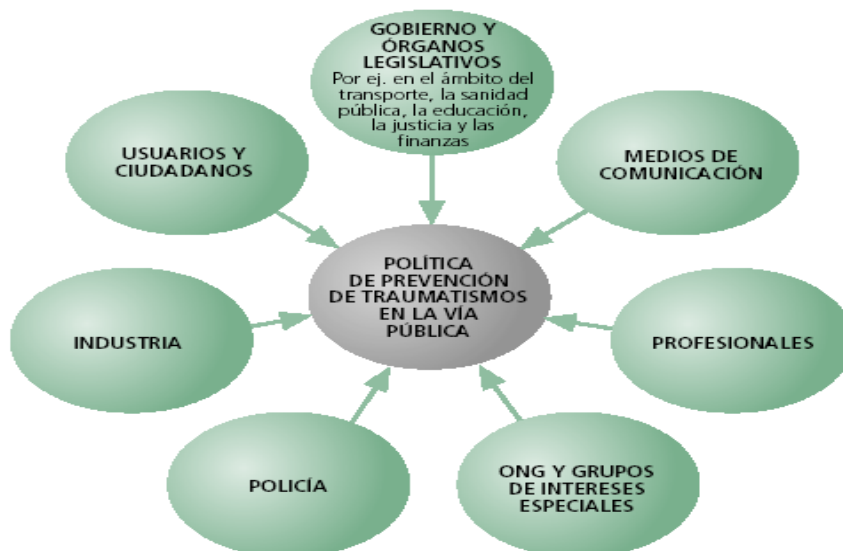 GOBIERNO Y
ÓRGANOS
LEGISLATIVOS
Por ej. en el ámbito del
transporte, la sanidad
pública, la educación,
la justicia y las
finanzas
USUARIOS Y
CIUDADANOS
MEDIOS DE
COMUNICACIÓN
POLÍTICA
DE PREVENCIÓN
DE TRAUMATISMOS
EN LA VÍA
PÚBLICA
INDUSTRIA
PROFESIONALES
POLICÍA
ONG Y GRUPOS
DE INTERESES
ESPECIALES